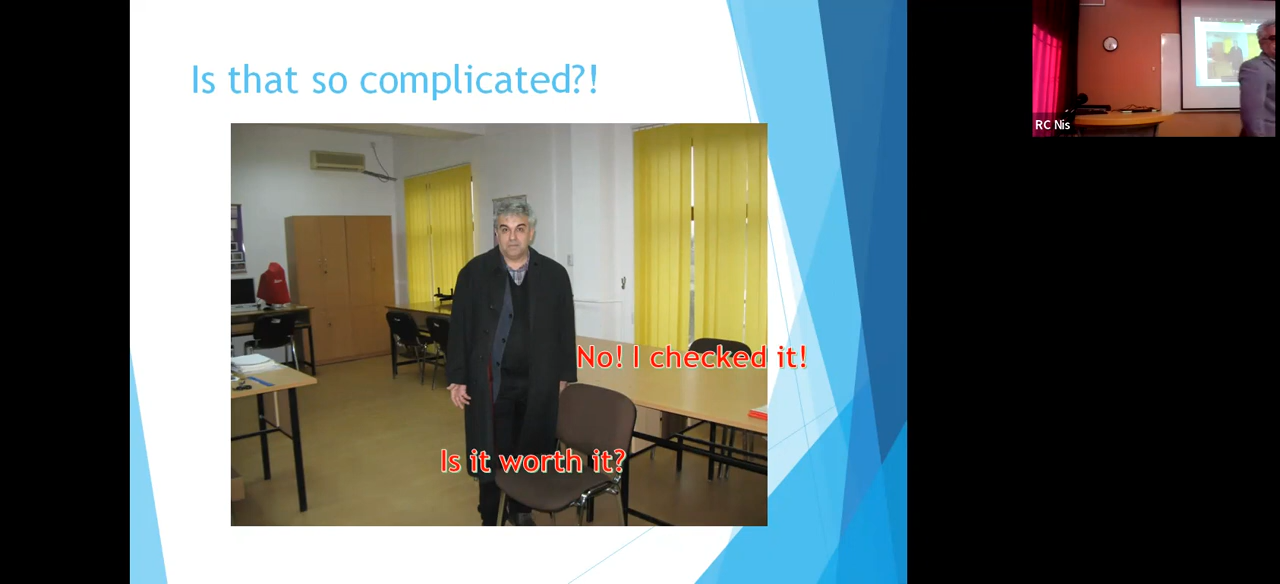 Is that so complicated?!
No! I checked it!
Is it worth it?
RC Nis